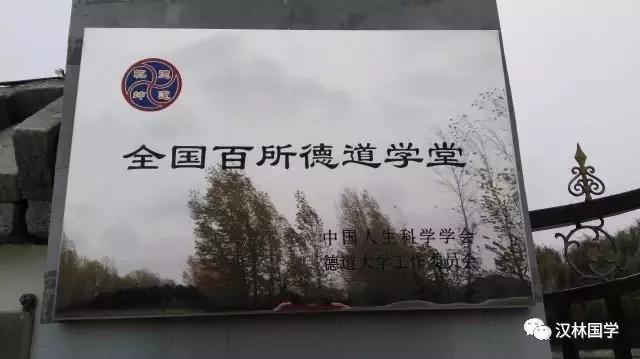 全国百所德道学堂
中国人生科学学会
德道大学工作委员会
汉林国学